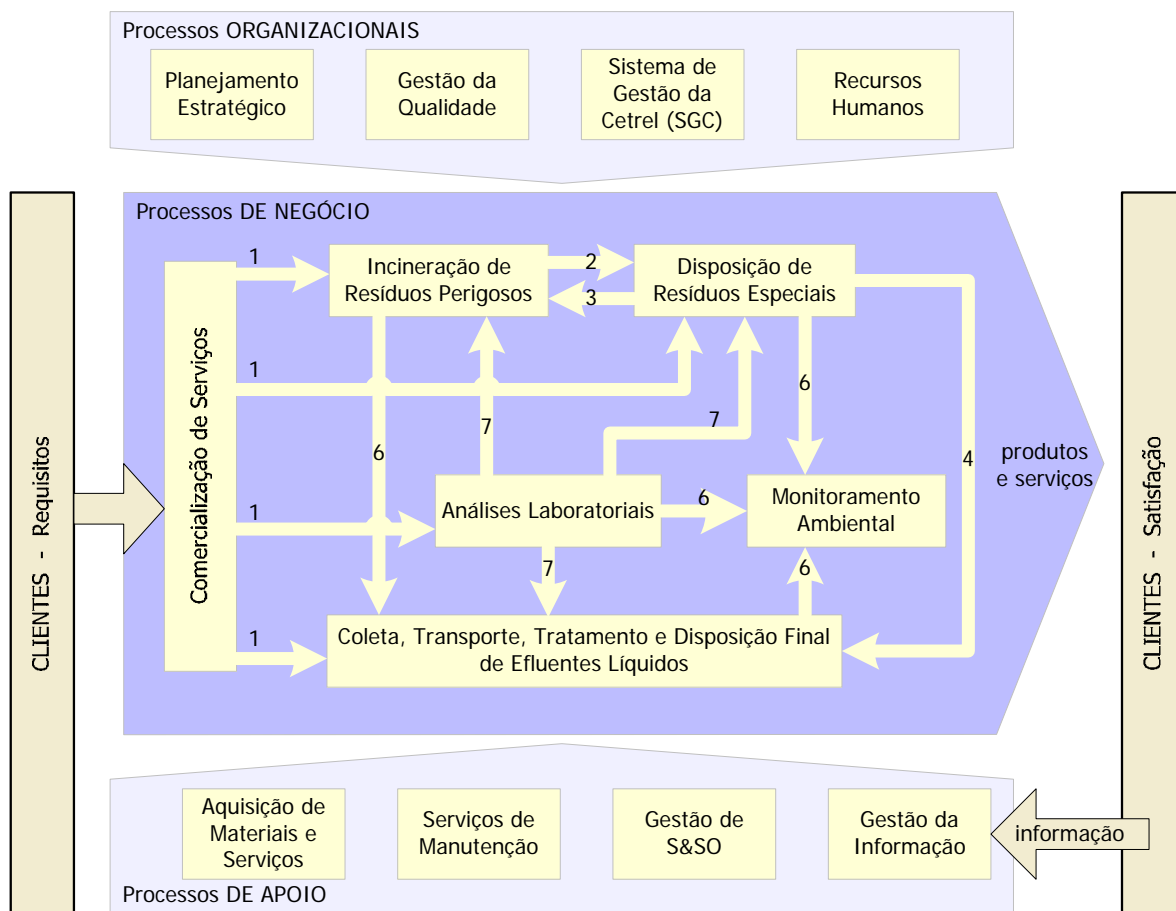 Processos ORGANIZACIONAIS
Planejamento
Estratégico
Gestão da
Qualidade
Sistema de
Gestão da
Cetrel (SGC)
Recursos
Humanos
CLIENTES - Requisitos
Processos DE NEGÓCIO
Comercialização de Serviços
1
Incineração de
Resíduos Perigosos
2
3
Disposição de
Resíduos Especiais
1
6
7
7
6
4
1
Análises Laboratoriais
6
Monitoramento
Ambiental
7
6
1
Coleta, Transporte, Tratamento e Disposição Final
de Efluentes Líquidos
produtos
e serviços
CLIENTES - Satisfação
Aquisição de
Materiais e
Serviços
Serviços de
Manutenção
Gestão de
S&SO
Gestão da
Informação
informação
Processos DE APOIO